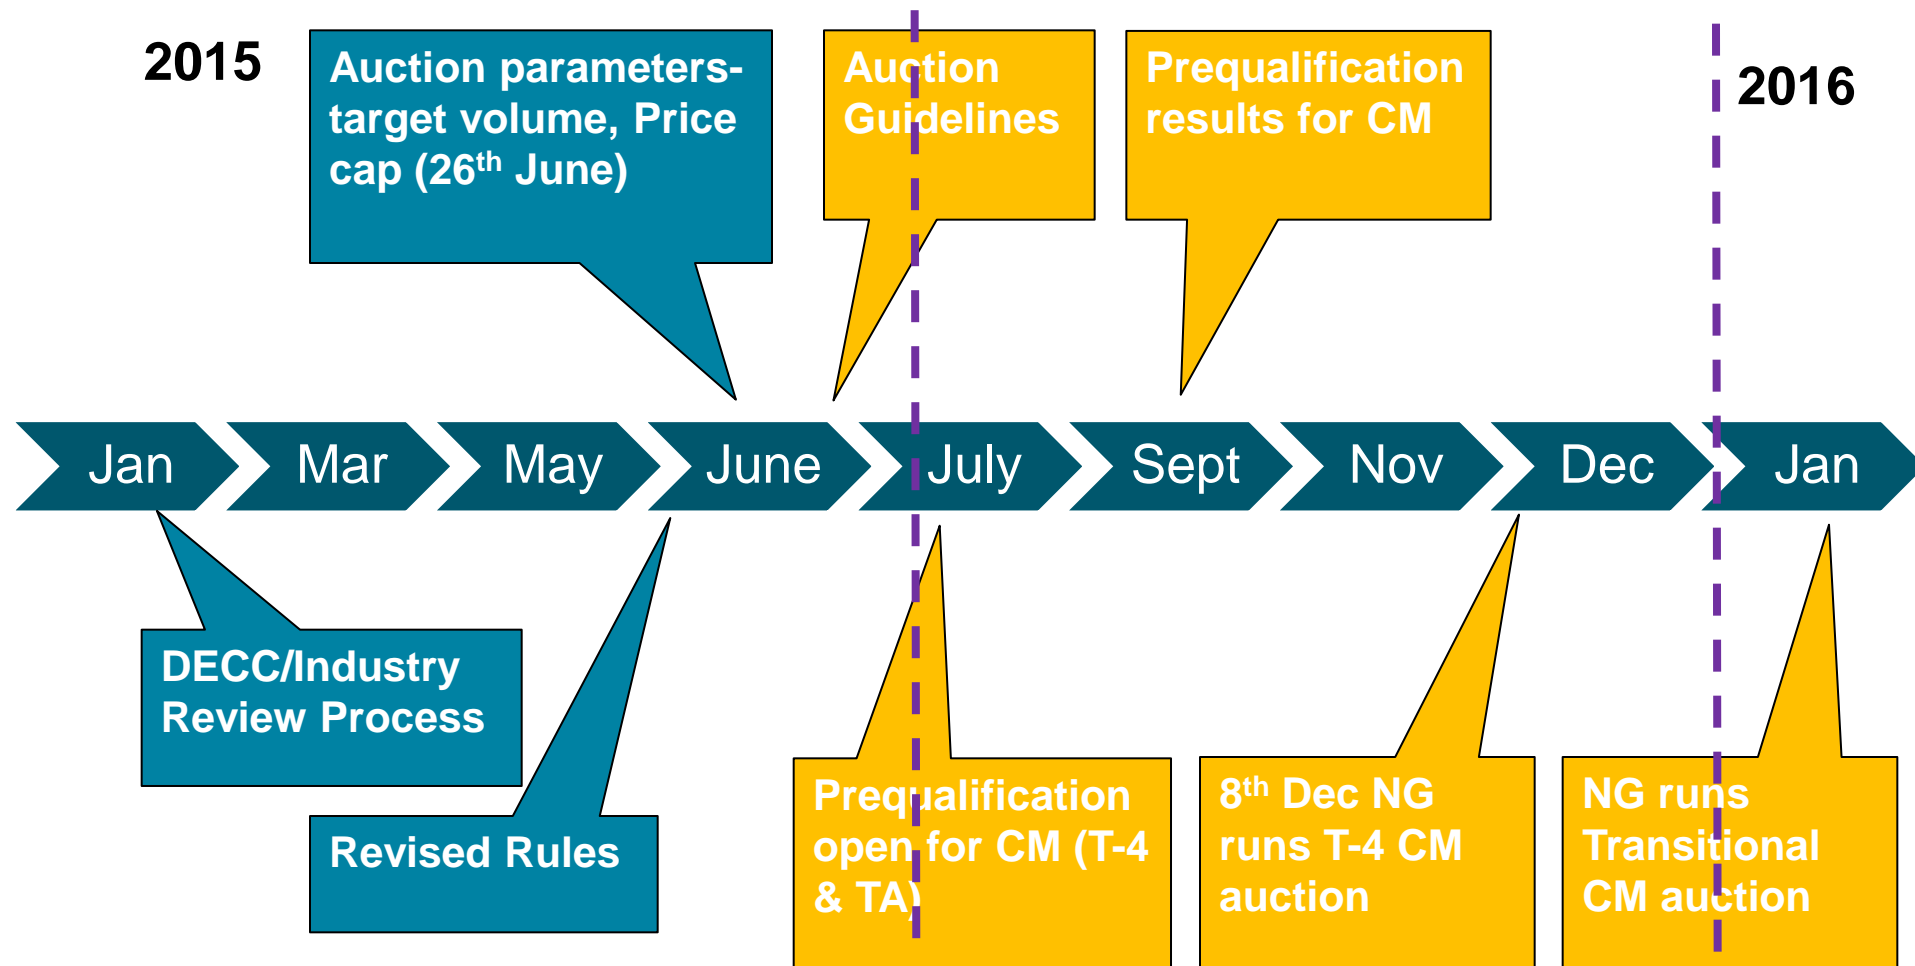 2015
Auction parameters-
target volume, Price
cap (26th June)
Auction
Guidelines
Prequalification
results for CM
2016
Jan
Mar
May
June
July
Sept
Nov
Dec
Jan
DECC/Industry
Review Process
Revised Rules
Prequalification
open for CM (T-4
& TA)
8th Dec NG
runs T-4 CM
auction
NG runs
Transitional
CM auction